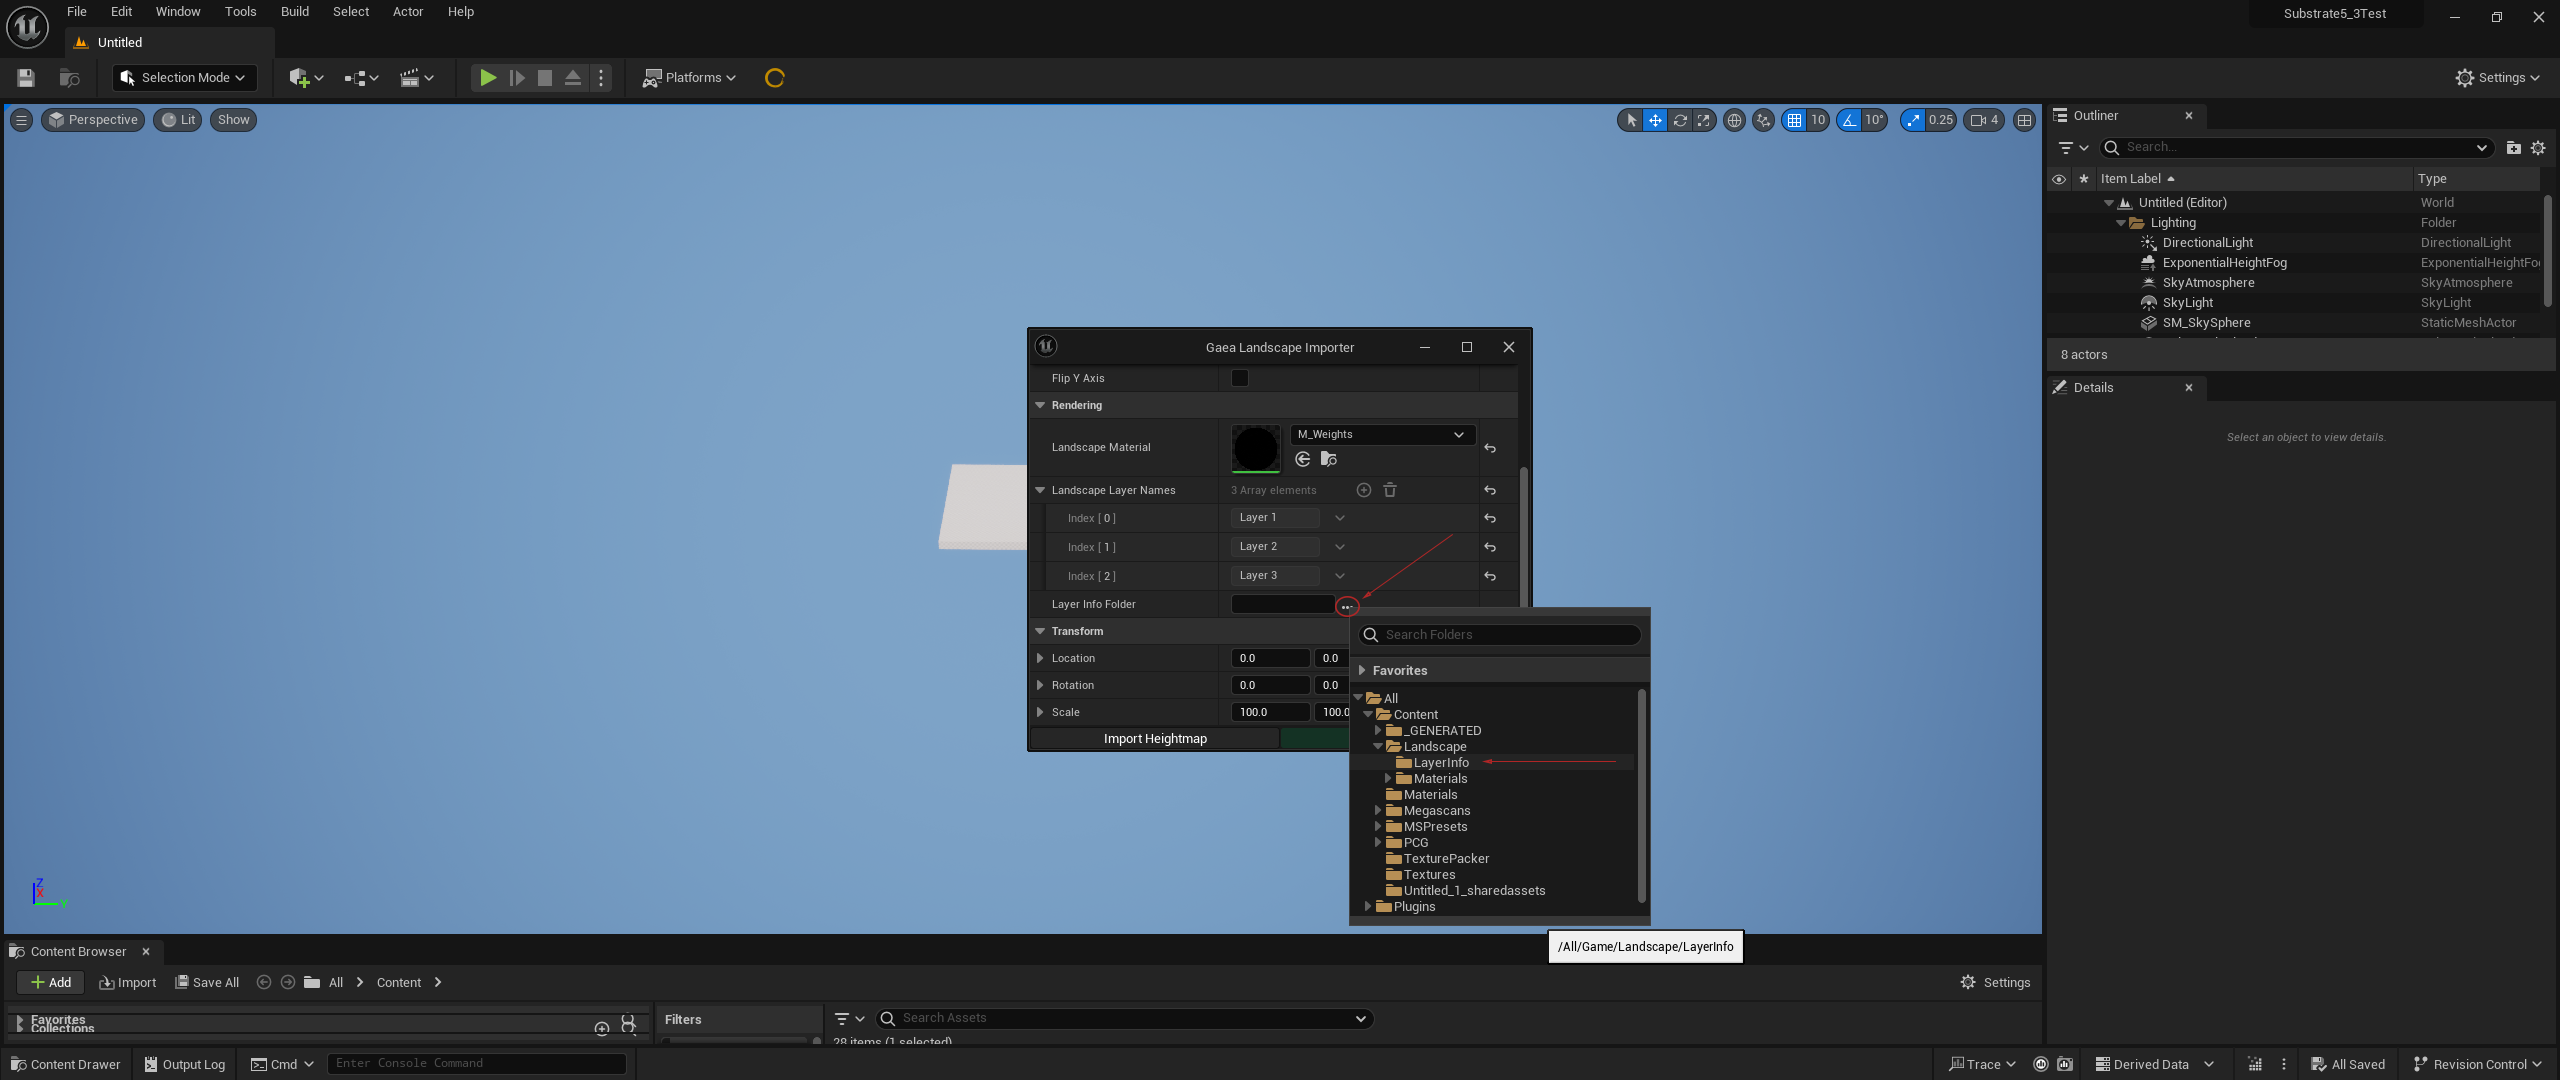 File Edit Window Tools Build Select Actor Help
Substrate5_3Test
Untitled
Selection Mode
Platforms
Settings
Perspective Lit Show
10 10° 0.25 4
Outliner
Search...
Item Label Type
Untitled (Editor) World
Lighting Folder
DirectionalLight DirectionalLight
ExponentialHeightFog ExponentialHeightFo
SkyAtmosphere SkyAtmosphere
SkyLight SkyLight
SM_SkySphere StaticMeshActor
8 actors
Details
Select an object to view details.
Gaea Landscape Importer
Flip Y Axis
Rendering
Landscape Material M_Weights
Landscape Layer Names 3 Array elements
Index [ 0 ] Layer 1
Index [ 1 ] Layer 2
Index [ 2 ] Layer 3
Layer Info Folder
Transform
Location 0.0 0.0
Rotation 0.0 0.0
Scale 100.0 100.0
Import Heightmap
Search Folders
Favorites
All
Content
_GENERATED
Landscape
LayerInfo
Materials
Materials
Megascans
MSPresets
PCG
TexturePacker
Textures
Untitled_1_sharedassets
Plugins
/All/Game/Landscape/LayerInfo
Z
X
Y
Content Browser
Add Import Save All All Content Settings
Favorites
Collections
Filters
Search Assets
28 items (1 selected)
Content Drawer Output Log Cmd Enter Console Command Trace Derived Data All Saved Revision Control